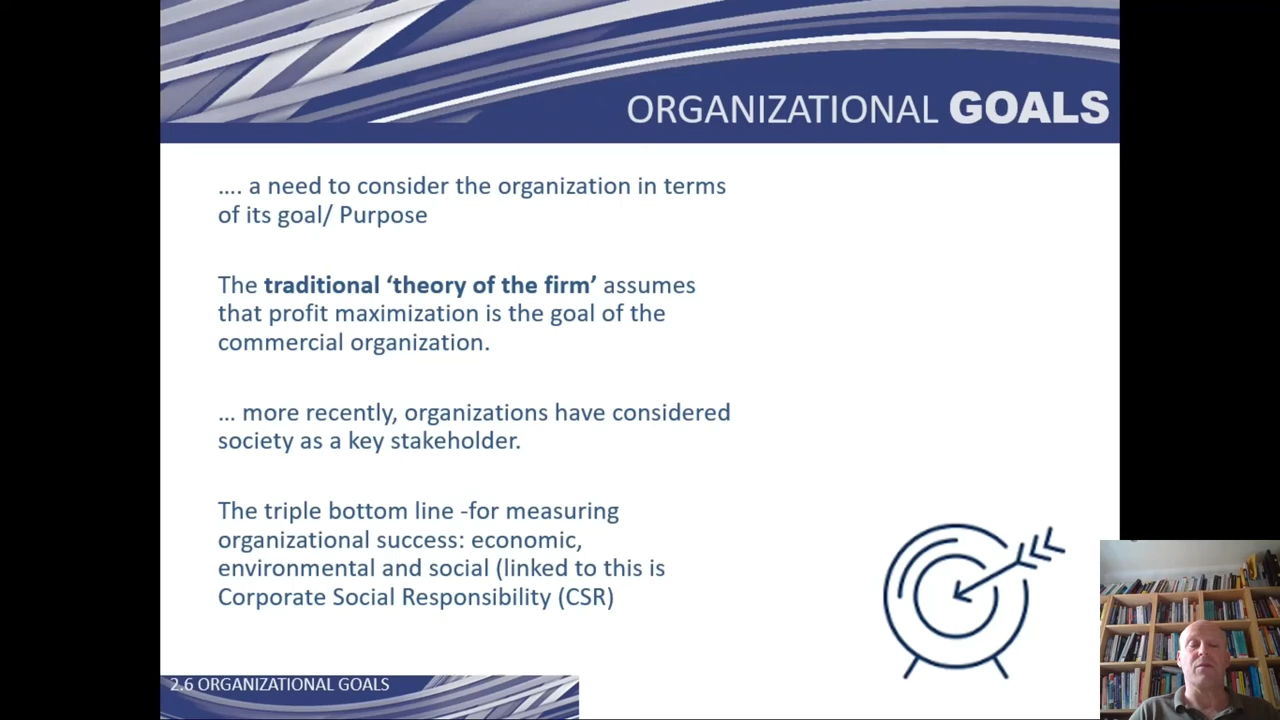 ORGANIZATIONAL GOALS
.... a need to consider the organization in terms
of its goal/ Purpose
The traditional ‘theory of the firm’ assumes
that profit maximization is the goal of the
commercial organization.
... more recently, organizations have considered
society as a key stakeholder.
The triple bottom line -for measuring
organizational success: economic,
environmental and social (linked to this is
Corporate Social Responsibility (CSR)
2.6 ORGANIZATIONAL GOALS